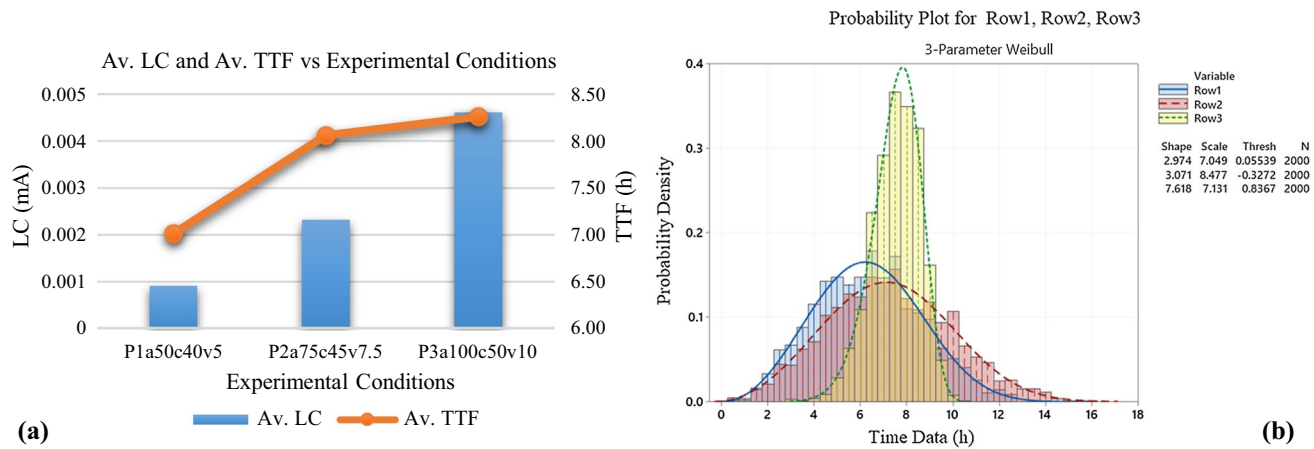 Av. LC and Av. TTF vs Experimental Conditions
0.005
0.004
0.003
0.002
0.001
0
LC (mA)
8.50
8.00
7.00
6.50
6.00
TTF (h)
P1a50c40v5 P2a75c45v7.5 P3a100c50v10
Experimental Conditions
Av. LC Av. TTF
(a)
Probability Plot for Row1, Row2, Row3
3-Parameter Weibull
0.4
0.3
0.2
0.1
0.0
Probability Density
0 2 4 6 8 10 12 14 16 18
Time Data (h)
Variable
Row1
Row2
Row3
Shape Scale Thresh N
2.974 7.049 0.05539 2000
3.071 8.477 -0.3272 2000
7.618 7.131 0.8367 2000
(b)